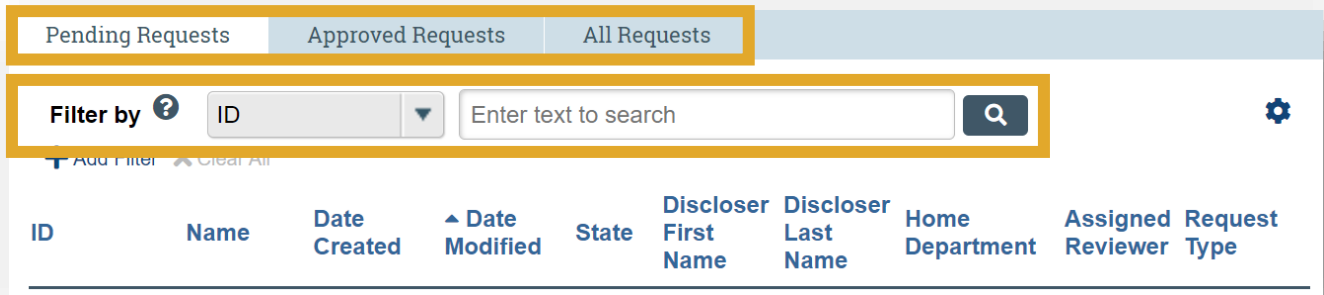 Pending Requests Approved Requests All Requests
Filter by ? ID Enter text to search
Add Filter Clear All
ID Name Date Created Date Modified State Discloser First Name Discloser Last Name Home Department Assigned Reviewer Request Type